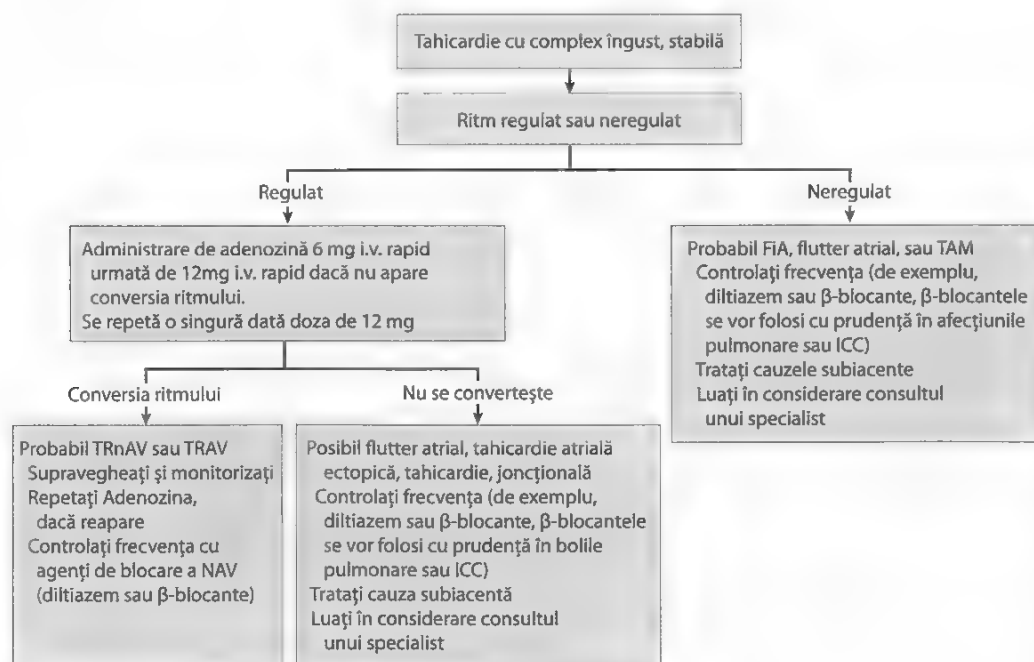 Tahicardie cu complex îngust, stabilă
Ritm regulat sau neregulat
Regulat
Neregulat
Administrare de adenozină 6 mg i.v. rapid
urmată de 12mg i.v. rapid dacă nu apare
conversia ritmului.
Se repetă o singură dată doza de 12 mg
Probabil FiA, flutter atrial, sau TAM
Controlați frecvența (de exemplu,
diltiazem sau β-blocante, β-blocantele
se vor folosi cu prudență în afecțiunile
pulmonare sau ICC)
Tratați cauzele subiacente
Luați în considerare consultul
unui specialist
Conversia ritmului
Nu se convertește
Probabil TRnAV sau TRAV
Supravegheați și monitorizați
Repetați Adenozina,
dacă reapare
Controlați frecvența cu
agenți de blocare a NAV
(diltiazem sau β-blocante)
Posibil flutter atrial, tahicardie atrială
ectopică, tahicardie, joncțională
Controlați frecvența (de exemplu,
diltiazem sau β-blocante, β-blocantele
se vor folosi cu prudență în bolile
pulmonare sau ICC)
Tratați cauza subiacentă
Luați în considerare consultul
unui specialist